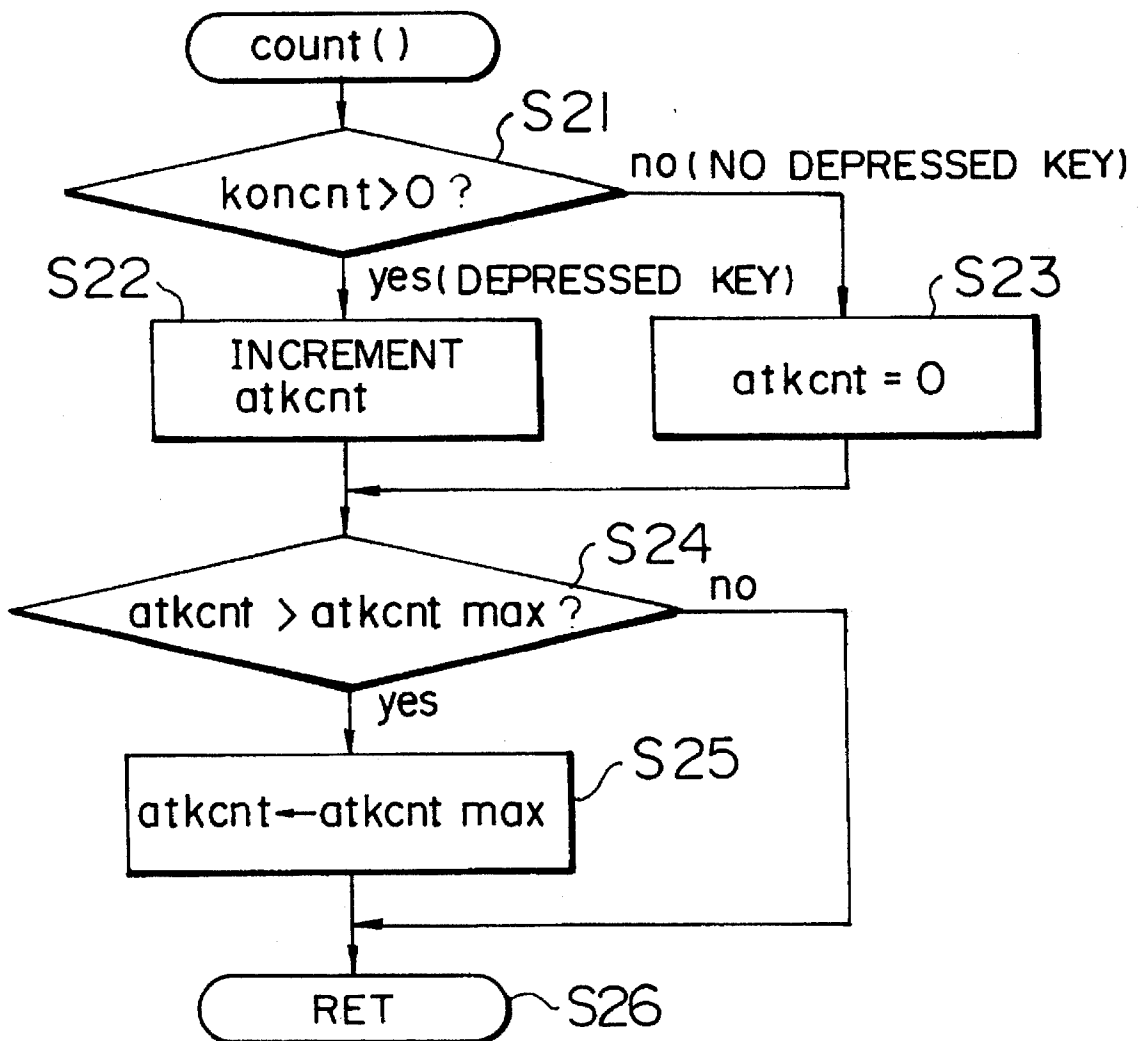 count ( )
S21
koncnt>0 ?
no ( NO DEPRESSED KEY )
yes ( DEPRESSED KEY )
S22
S23
INCREMENT
atkcnt
atkcnt = 0
S24
atkcnt > atkcnt max ?
no
yes
S25
atkcnt ← atkcnt max
RET
S26